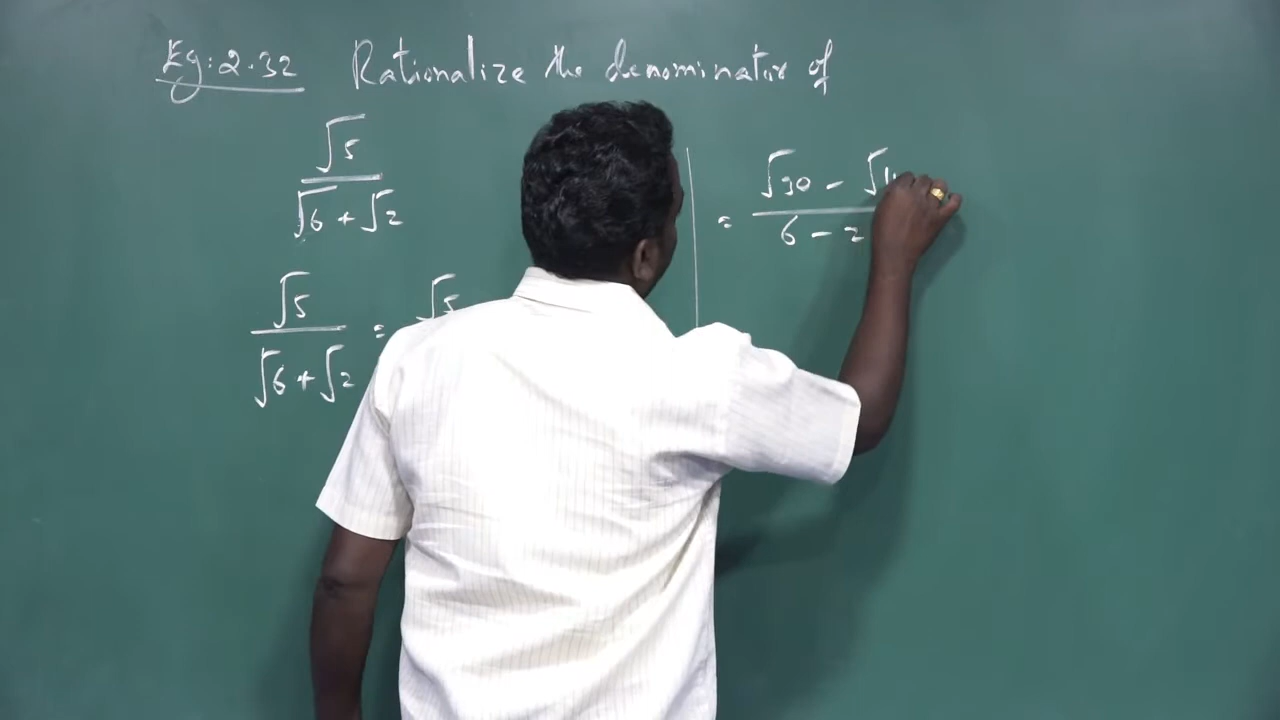 Eg: 2.32 Rationalize the denominator of
√5
√6 + √2
√5
√6 + √2
= √5
= √30 - √1
6 - 2